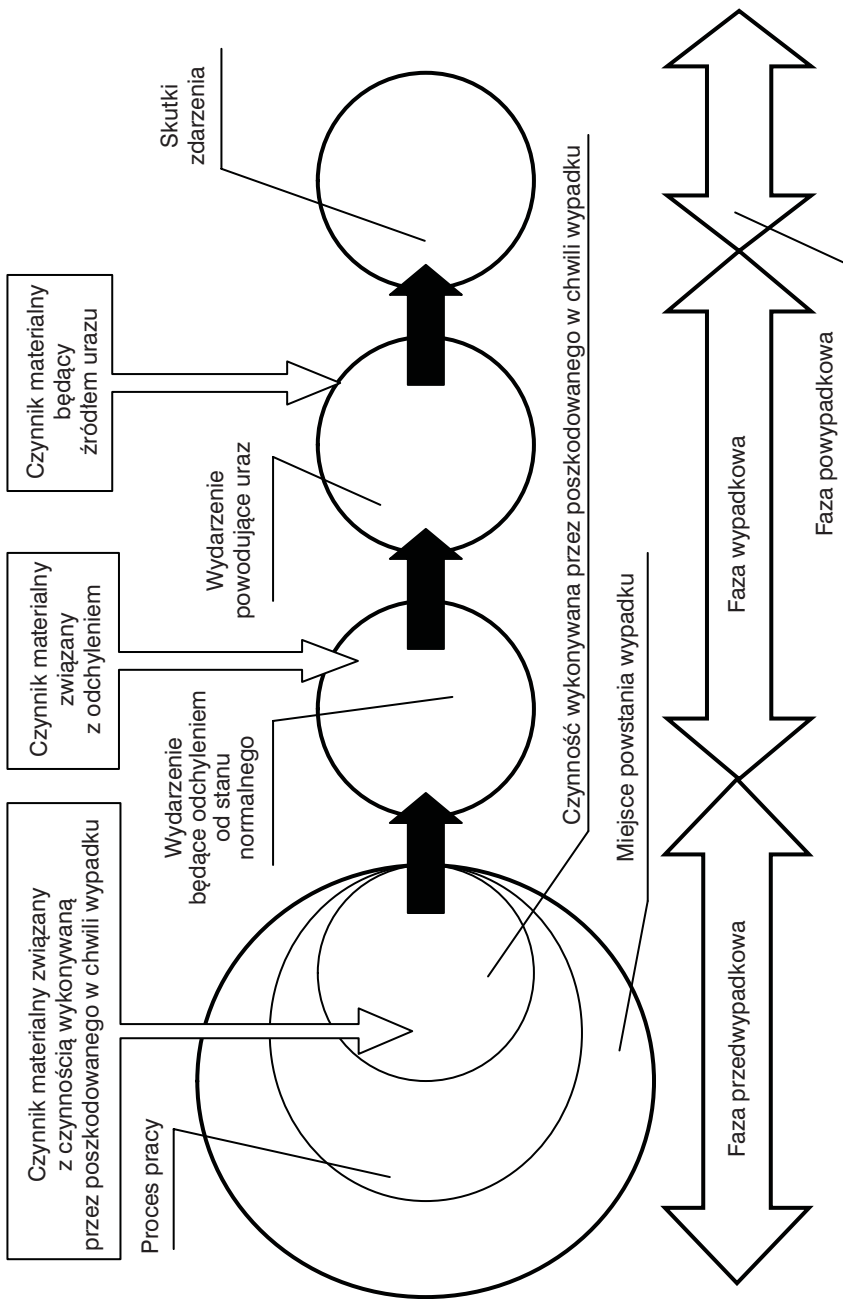 Czynnik materialny związany
z czynnością wykonywaną
przez poszkodowanego w chwili wypadku
Czynnik materialny
związany
z odchyleniem
Czynnik materialny
będący
źródłem urazu
Proces pracy
Wydarzenie
będące odchyleniem
od stanu
normalnego
Wydarzenie
powodujące uraz
Skutki
zdarzenia
Czynność wykonywana przez poszkodowanego w chwili wypadku
Miejsce powstania wypadku
Faza przedwypadkowa
Faza wypadkowa
Faza powypadkowa